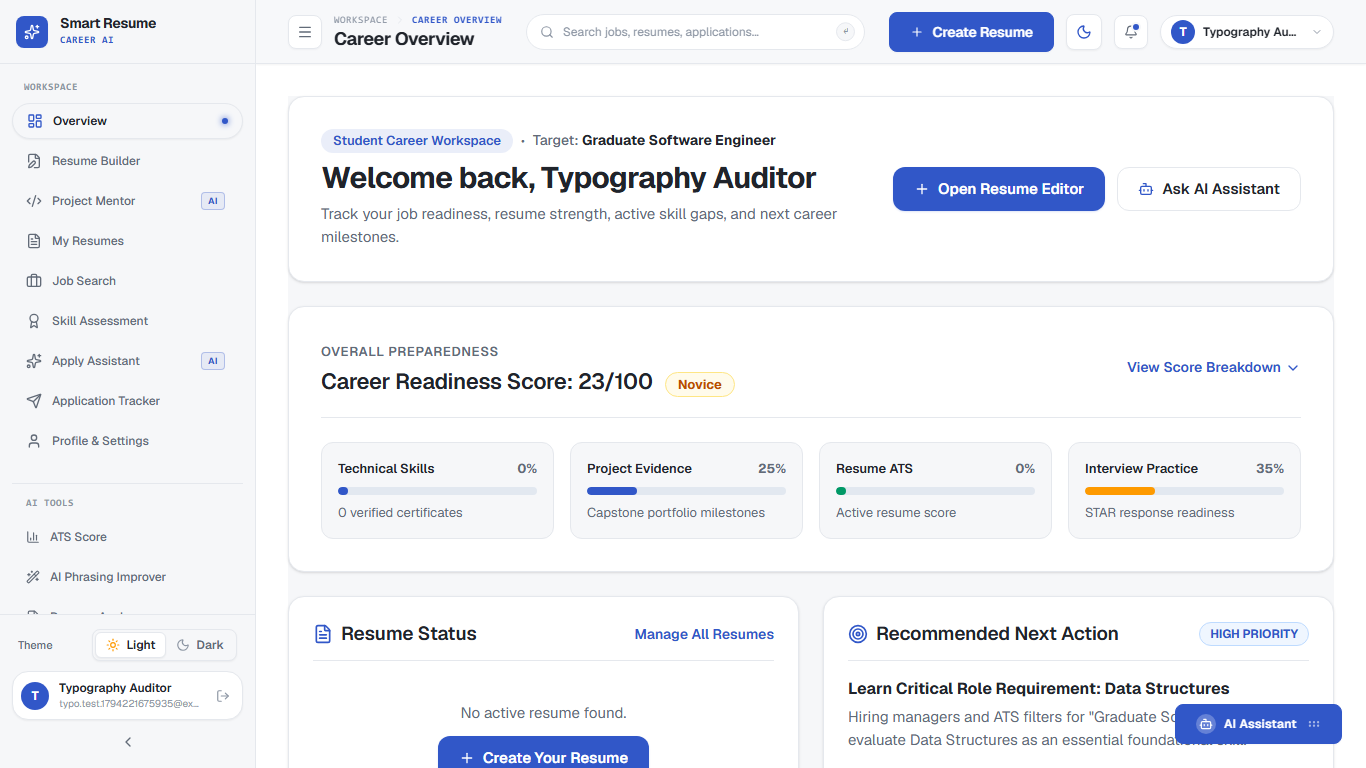 Smart Resume
CAREER AI
WORKSPACE
Overview
Resume Builder
Project Mentor AI
My Resumes
Job Search
Skill Assessment
Apply Assistant AI
Application Tracker
Profile & Settings
AI TOOLS
ATS Score
AI Phrasing Improver
Theme
Light
Dark
T
Typography Auditor
typo.test.1794221675935@ex...
WORKSPACE
CAREER OVERVIEW
Career Overview
Search jobs, resumes, applications...
Create Resume
T
Typography Au...
Student Career Workspace • Target: Graduate Software Engineer
Welcome back, Typography Auditor
Track your job readiness, resume strength, active skill gaps, and next career
milestones.
Open Resume Editor
Ask AI Assistant
OVERALL PREPAREDNESS
Career Readiness Score: 23/100 Novice
View Score Breakdown
Technical Skills 0%
0 verified certificates
Project Evidence 25%
Capstone portfolio milestones
Resume ATS 0%
Active resume score
Interview Practice 35%
STAR response readiness
Resume Status
Manage All Resumes
No active resume found.
Create Your Resume
Recommended Next Action
HIGH PRIORITY
Learn Critical Role Requirement: Data Structures
Hiring managers and ATS filters for "Graduate
evaluate Data Structures as an essential
AI Assistant